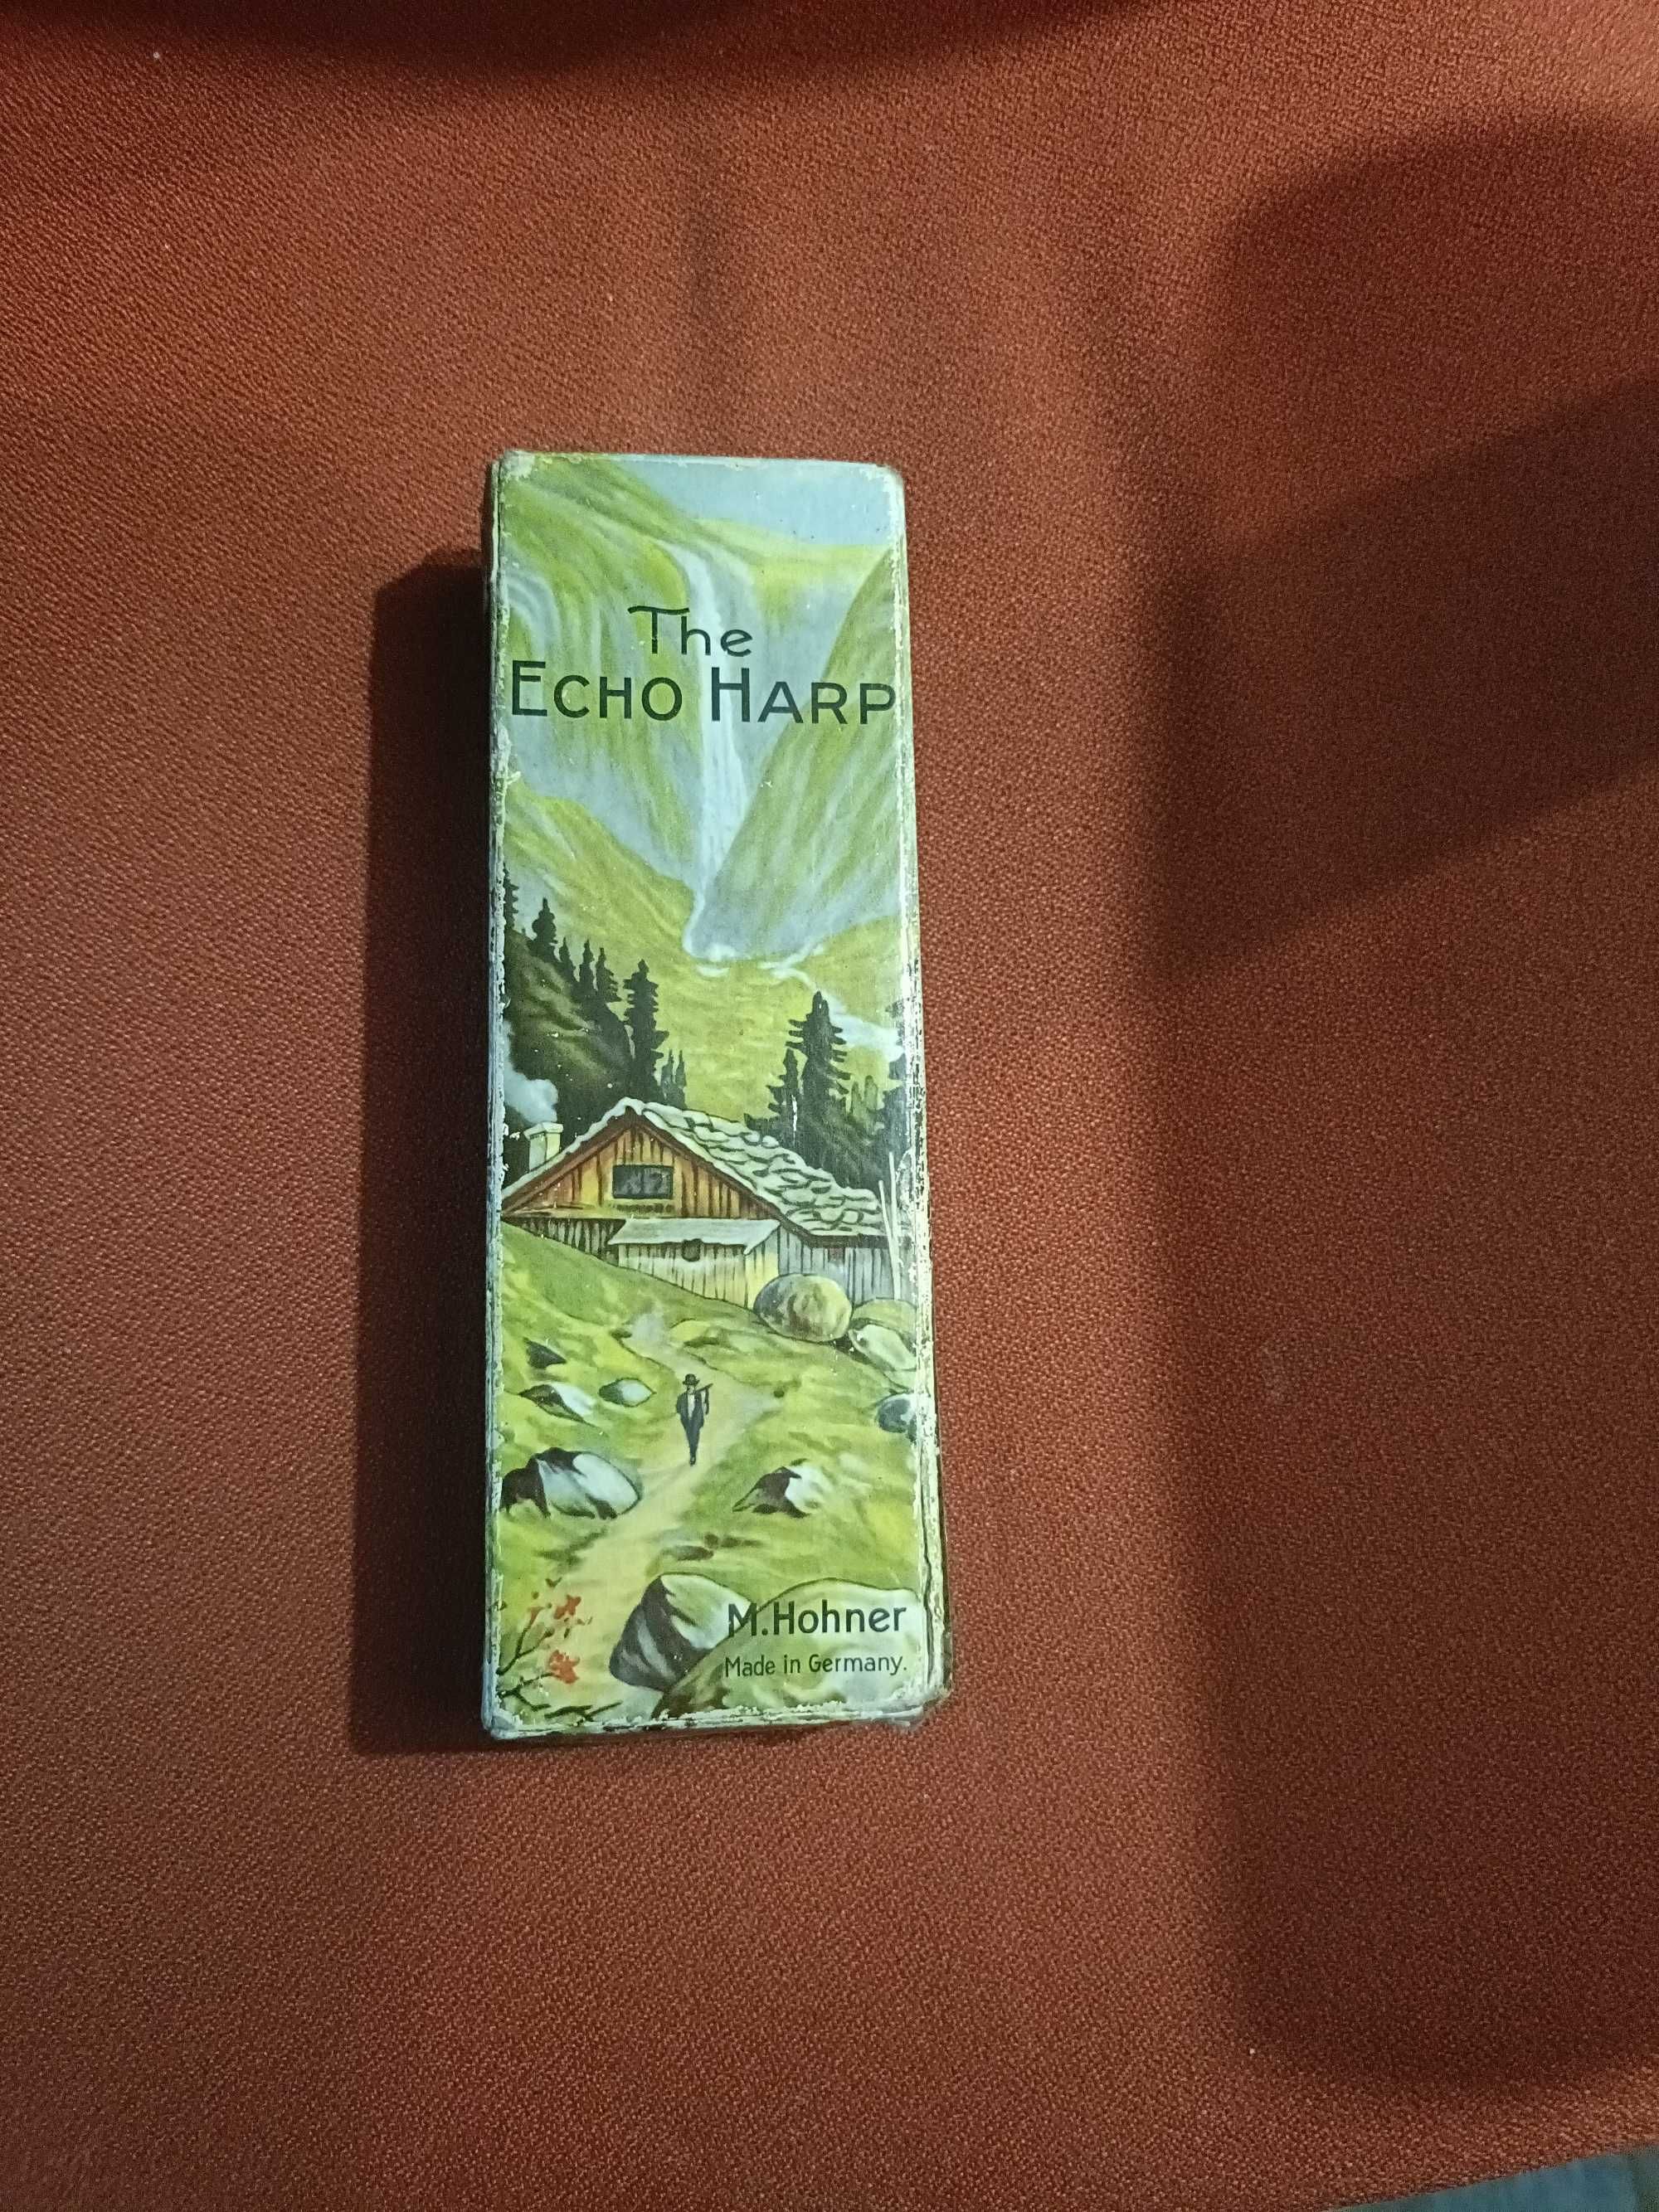 The
ECHO HARP
M.Hohner
Made in Germany.